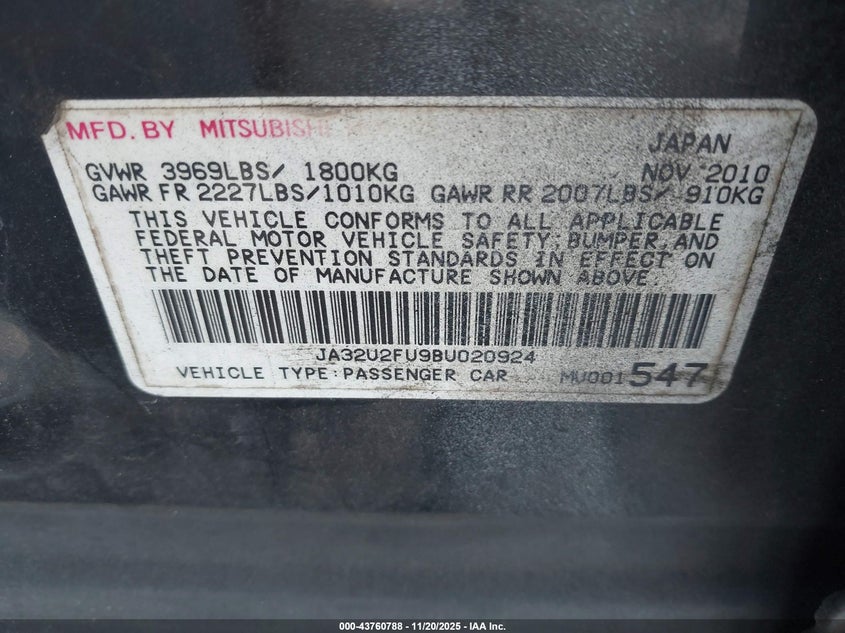 MFD. BY MITSUBISHI
JAPAN
GVWR 3969LBS/ 1800KG NOV 2010
GAWR FR 2227LBS/1010KG GAWR RR 2007LBS/ 910KG
THIS VEHICLE CONFORMS TO ALL APPLICABLE
FEDERAL MOTOR VEHICLE SAFETY, BUMPER, AND
THEFT PREVENTION STANDARDS IN EFFECT ON
THE DATE OF MANUFACTURE SHOWN ABOVE.
JA32U2FU9BU020924
VEHICLE TYPE:PASSENGER CAR MU001547
000-43760788 - 11/20/2025 - IAA Inc.